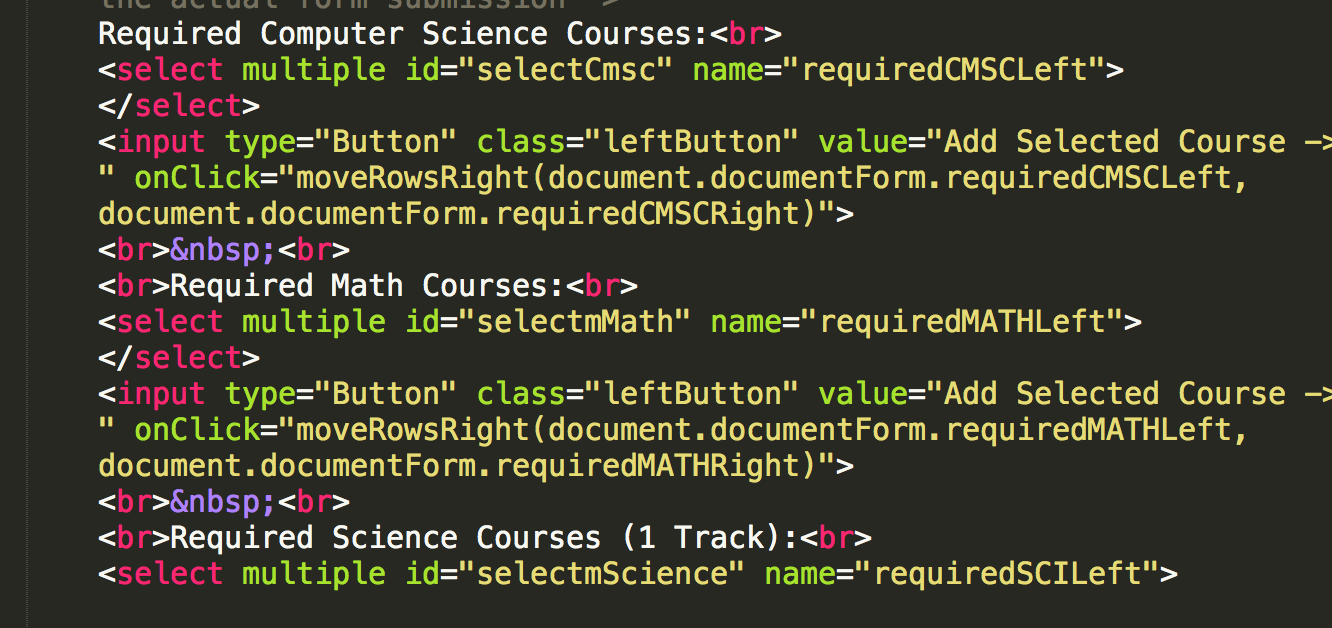 the actual form submission -->
Required Computer Science Courses:<br>
<select multiple id="selectCmsc" name="requiredCMSCLeft">
</select>
<input type="Button" class="leftButton" value="Add Selected Course ->
" onClick="moveRowsRight(document.documentForm.requiredCMSCLeft,
document.documentForm.requiredCMSCRight)">
<br>&nbsp;<br>
<br>Required Math Courses:<br>
<select multiple id="selectmMath" name="requiredMATHLeft">
</select>
<input type="Button" class="leftButton" value="Add Selected Course ->
" onClick="moveRowsRight(document.documentForm.requiredMATHLeft,
document.documentForm.requiredMATHRight)">
<br>&nbsp;<br>
<br>Required Science Courses (1 Track):<br>
<select multiple id="selectmScience" name="requiredSCILeft">